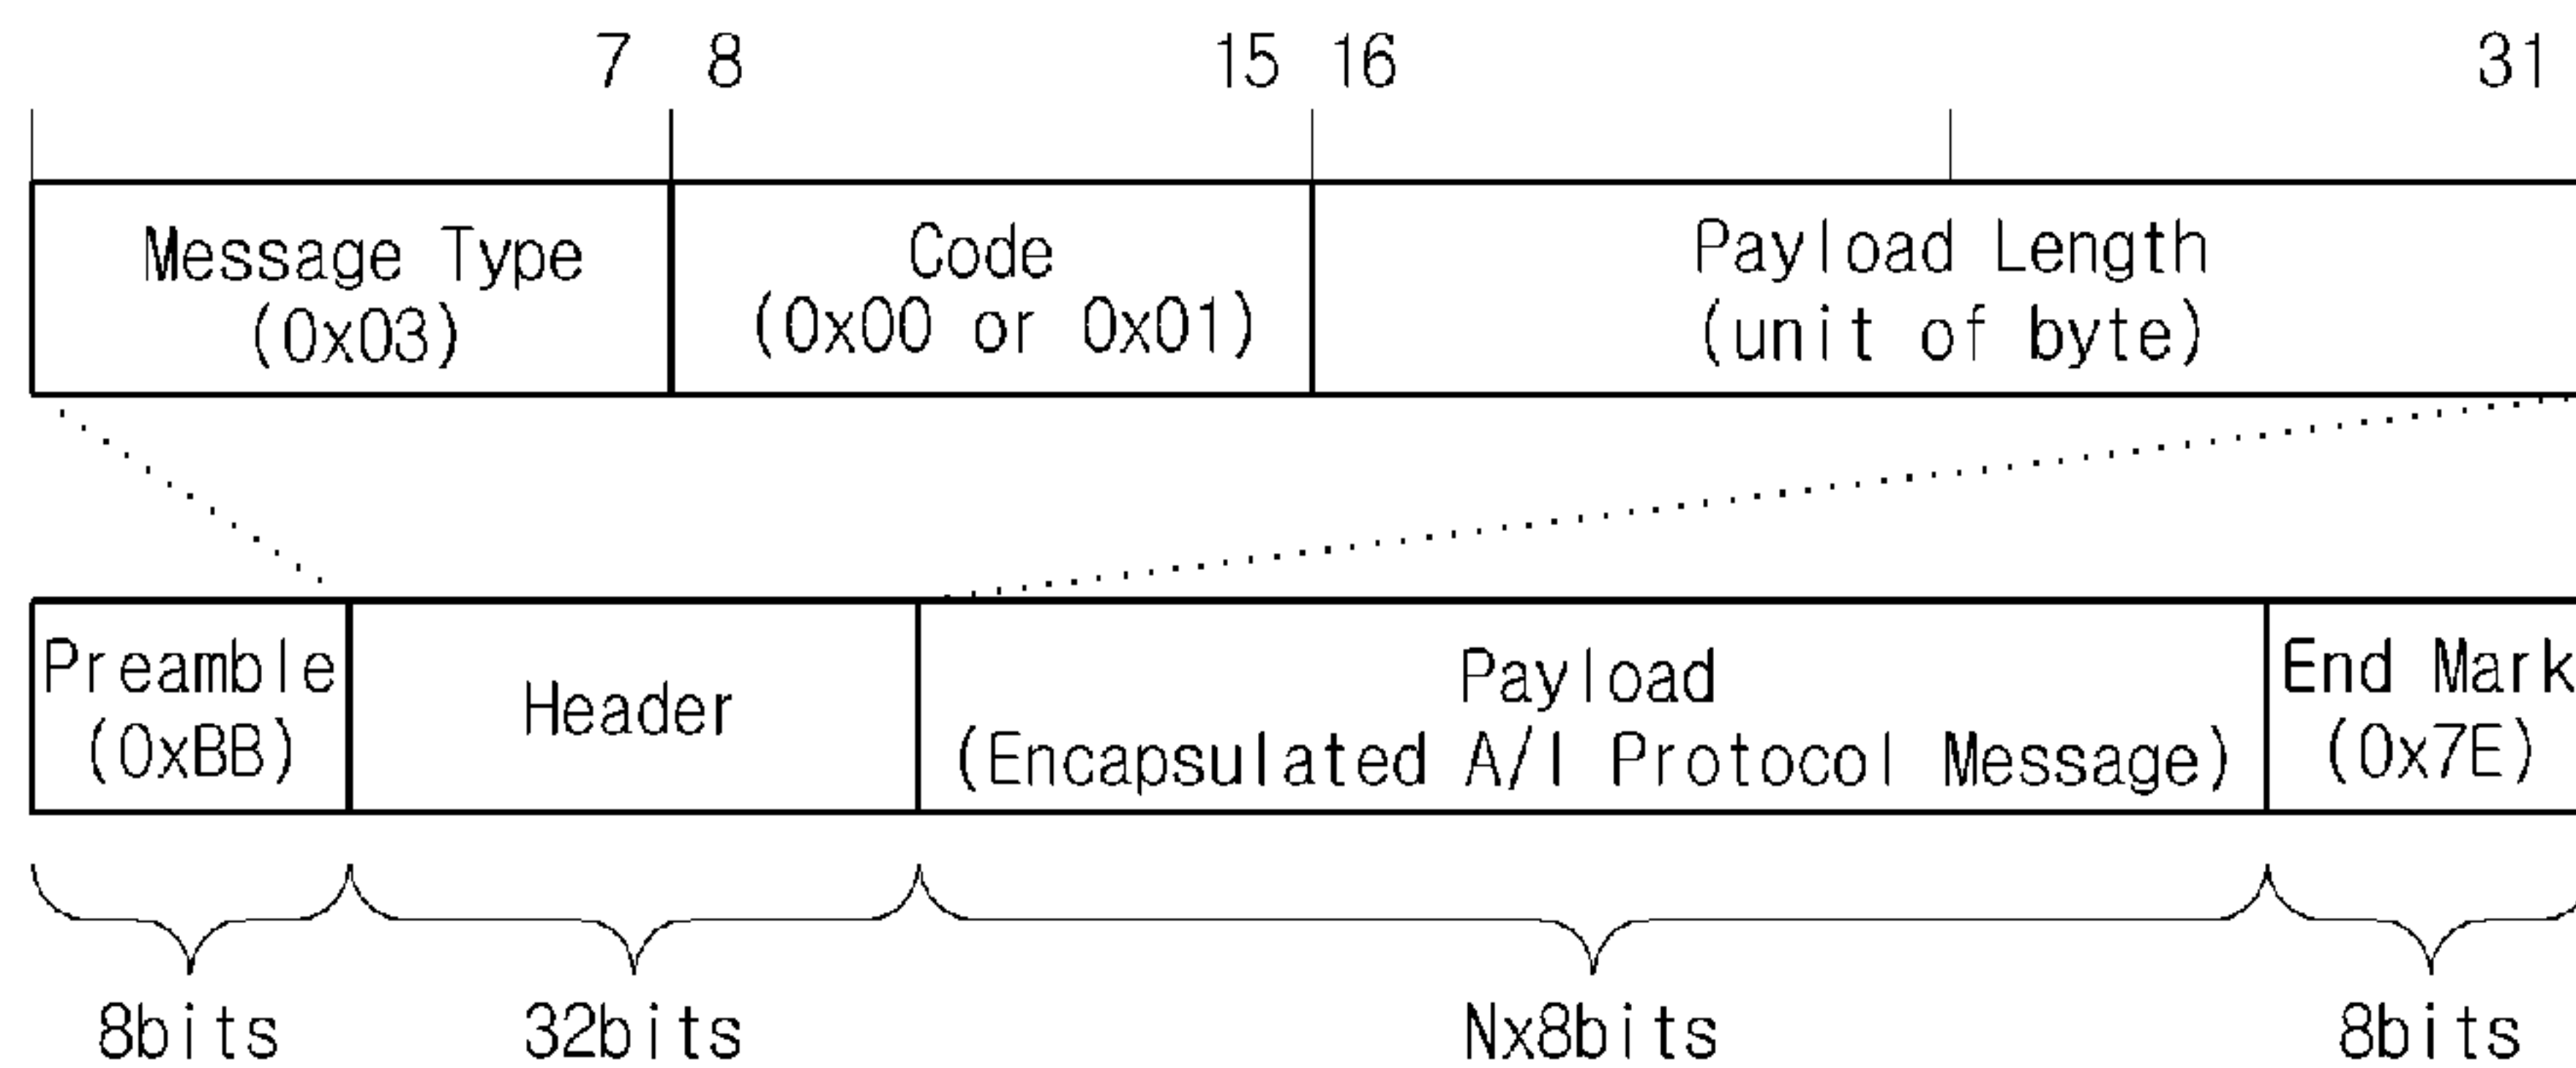 7 8 15 16 31
Message Type
(0x03)
Code
(0x00 or 0x01)
Payload Length
(unit of byte)
Preamble
(0xBB)
Header
Payload
(Encapsulated A/I Protocol Message)
End Mark
(0x7E)
8bits 32bits Nx8bits 8bits